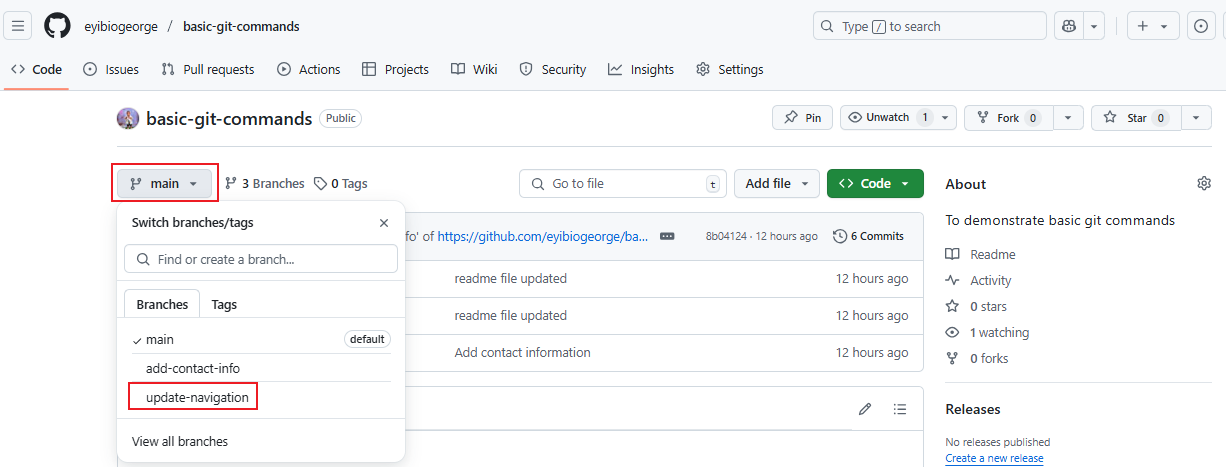 eyibiogeorge / basic-git-commands
Type / to search
Code Issues Pull requests Actions Projects Wiki Security Insights Settings
basic-git-commands Public
Pin Unwatch 1 Fork 0 Star 0
main 3 Branches 0 Tags
Go to file t Add file Code
Switch branches/tags
Find or create a branch...
Branches Tags
main default
add-contact-info
update-navigation
View all branches
fo' of https://github.com/eyibiogeorge/ba... 8b04124 · 12 hours ago 6 Commits
readme file updated 12 hours ago
readme file updated 12 hours ago
Add contact information 12 hours ago
About
To demonstrate basic git commands
Readme
Activity
0 stars
1 watching
0 forks
Releases
No releases published
Create a new release